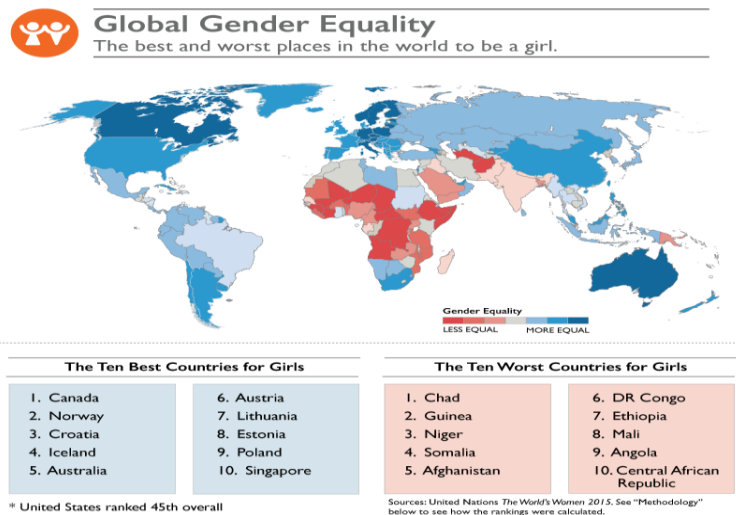 Global Gender Equality
The best and worst places in the world to be a girl.
Gender Equality
LESS EQUAL MORE EQUAL
The Ten Best Countries for Girls
1. Canada
2. Norway
3. Croatia
4. Iceland
5. Australia
6. Austria
7. Lithuania
8. Estonia
9. Poland
10. Singapore
* United States ranked 45th overall
The Ten Worst Countries for Girls
1. Chad
2. Guinea
3. Niger
4. Somalia
5. Afghanistan
6. DR Congo
7. Ethiopia
8. Mali
9. Angola
10. Central African
Republic
Sources: United Nations The World's Women 2015. See "Methodology"
below to see how the rankings were calculated.